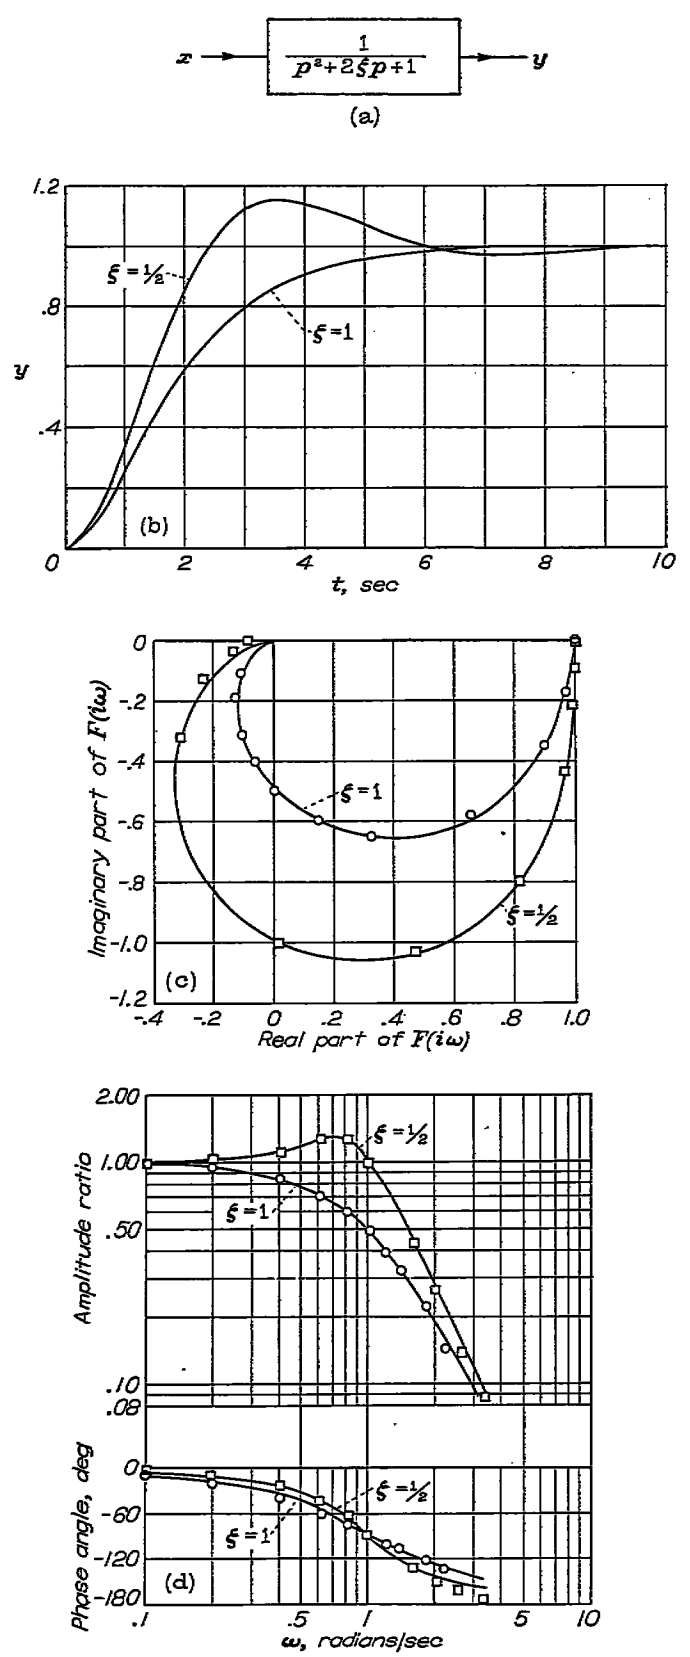 x
1
p²+2ξp+1
y
(a)
1.2
ξ=1/2
.8
ξ=1
y
.4
(b)
0 2 4 6 8 10
t, sec
0
-.2
-.4
-.6
-.8
-1.0
-1.2
Imaginary part of F(iω)
ξ=1
ξ=1/2
(c)
-.4 -.2 0 .2 .4 .6 .8 1.0
Real part of F(iω)
2.00
1.00
.50
.10
.08
Amplitude ratio
ξ=1/2
ξ=1
0
-60
-120
-180
Phase angle, deg
ξ=1/2
ξ=1
(d)
.1 .5 1 5 10
ω, radians/sec